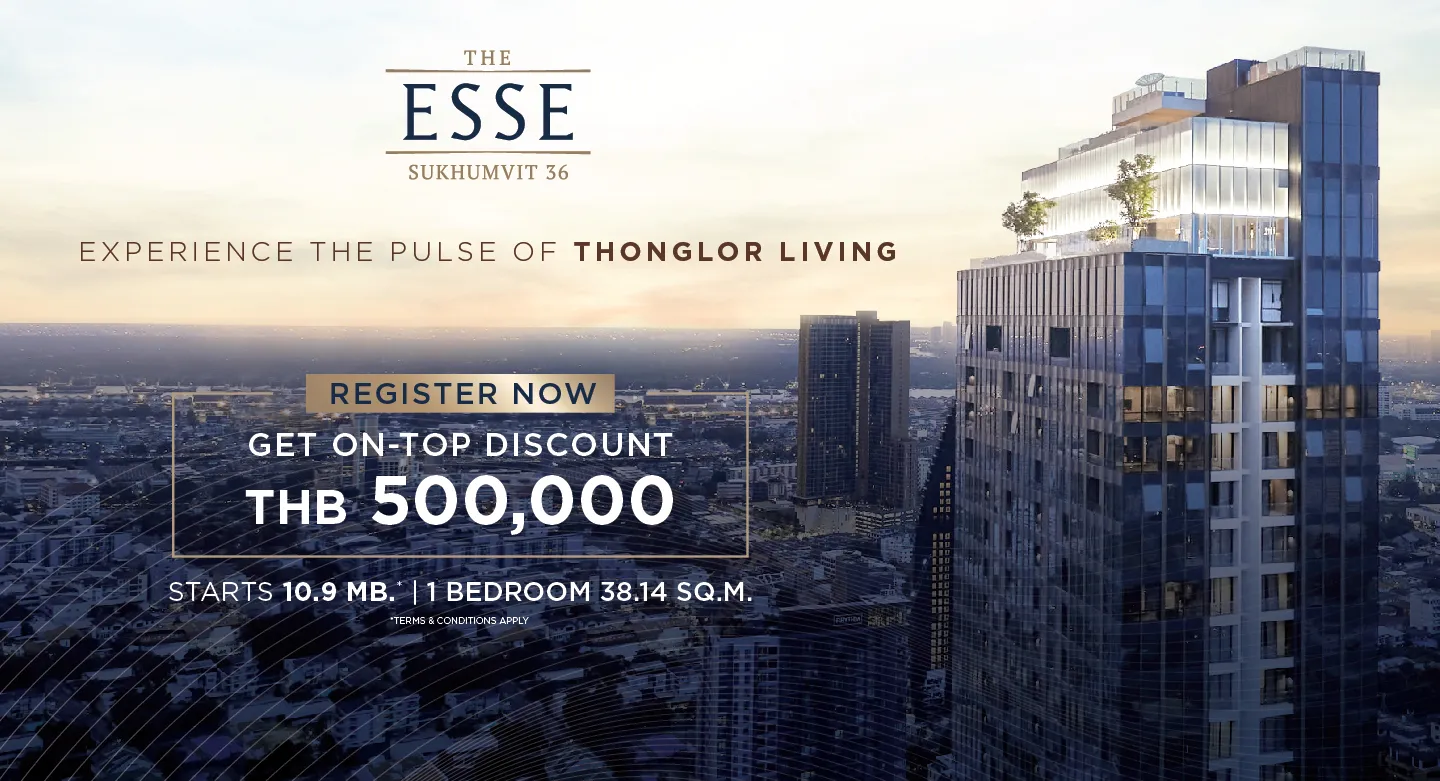 THE
ESSE
SUKHUMVIT 36
EXPERIENCE THE PULSE OF THONGLOR LIVING
REGISTER NOW
GET ON-TOP DISCOUNT
THB 500,000
STARTS 10.9 MB.* | 1 BEDROOM 38.14 SQ.M.
*TERMS & CONDITIONS APPLY